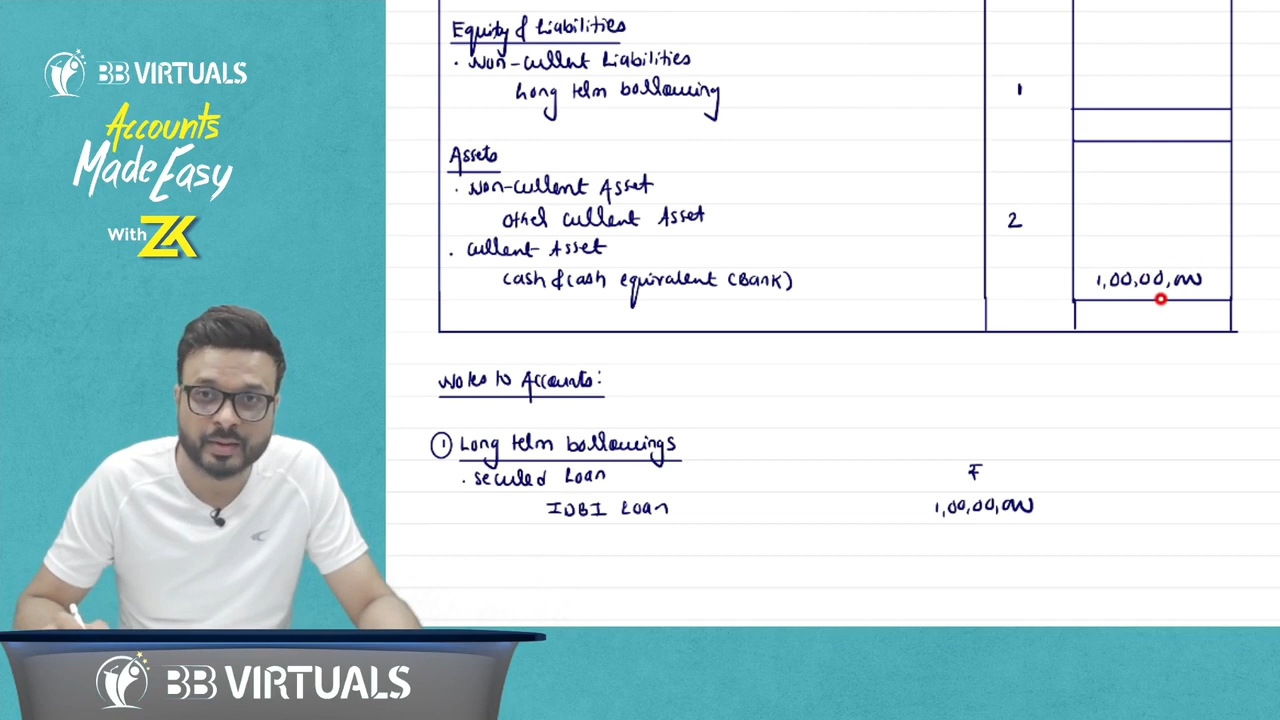 BB VIRTUALS
Accounts
Made Easy
With ZK
Equity & Liabilities
· Non-current Liabilities
Long term borrowing 1
Assets
· Non-current Asset
Other current Asset 2
· Current Asset
Cash & cash equivalent (Bank) 1,00,00,000
Notes to Accounts:
① Long term borrowings
· Secured Loan ₹
IDBI Loan 1,00,00,000
BB VIRTUALS